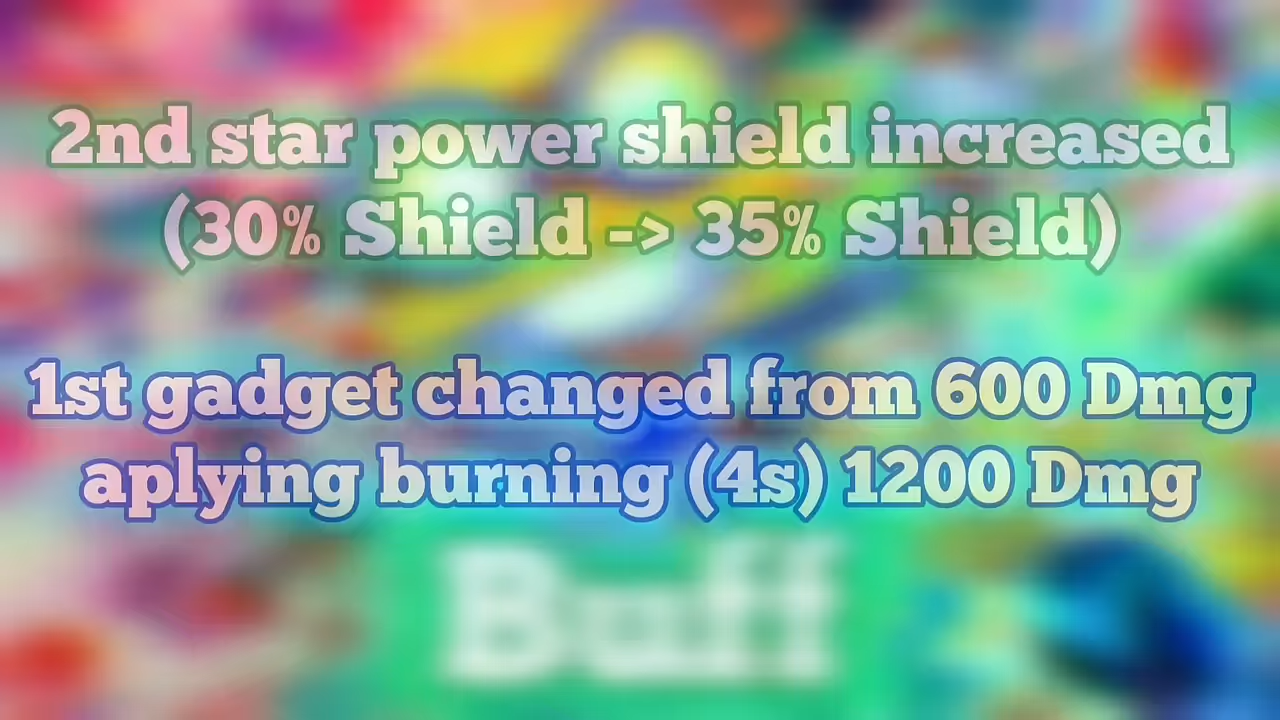 2nd star power shield increased
(30% Shield -> 35% Shield)
1st gadget changed from 600 Dmg
aplying burning (4s) 1200 Dmg
Buff